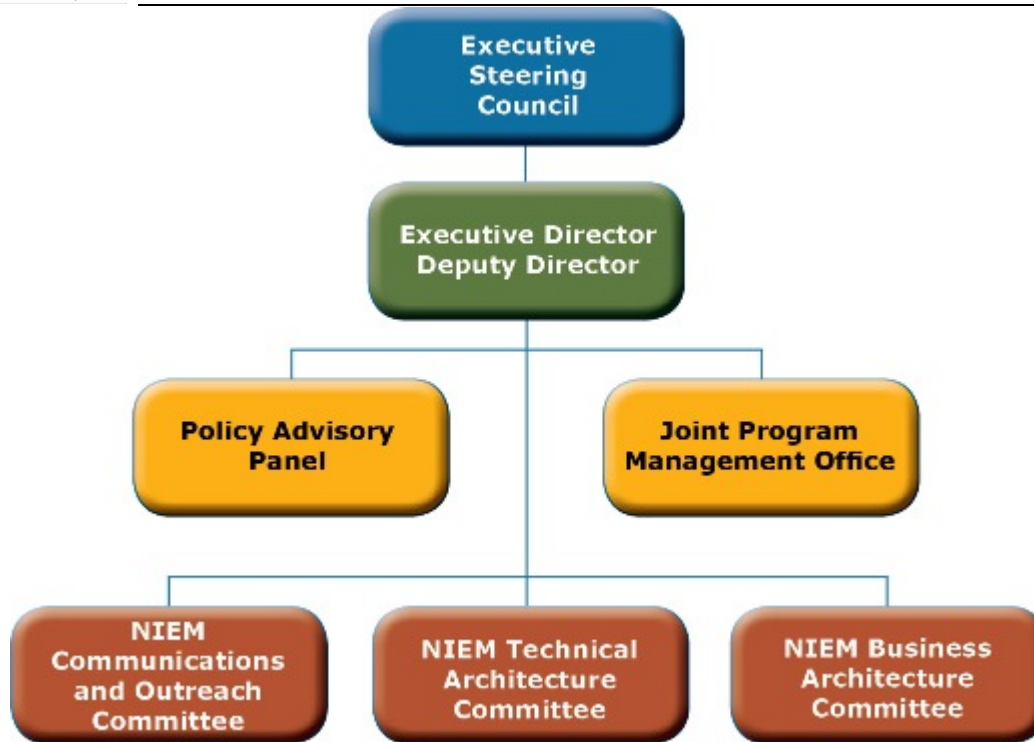 Executive
Steering
Council
Executive Director
Deputy Director
Policy Advisory
Panel
Joint Program
Management Office
NIEM
Communications
and Outreach
Committee
NIEM Technical
Architecture
Committee
NIEM Business
Architecture
Committee